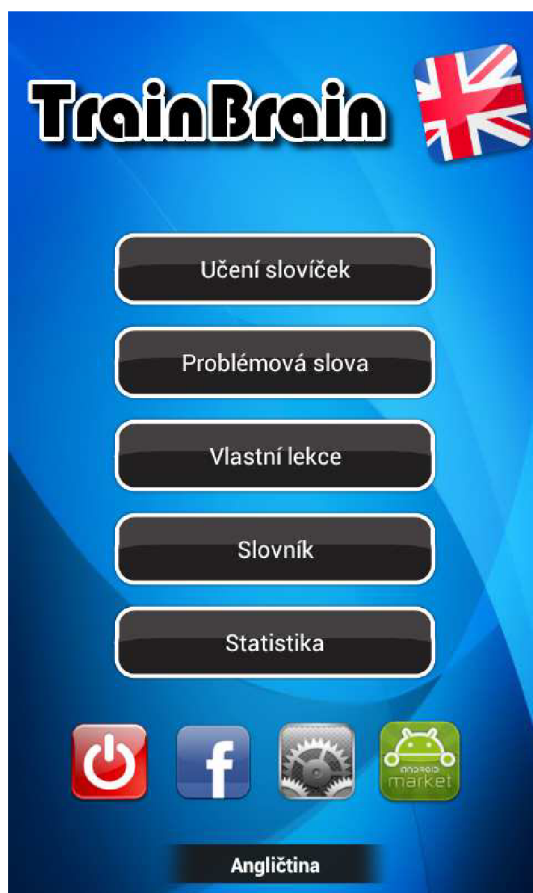 TrainBrain
Učení slovíček
Problémová slova
Vlastní lekce
Slovník
Statistika
f
ANDROID
market
Angličtina